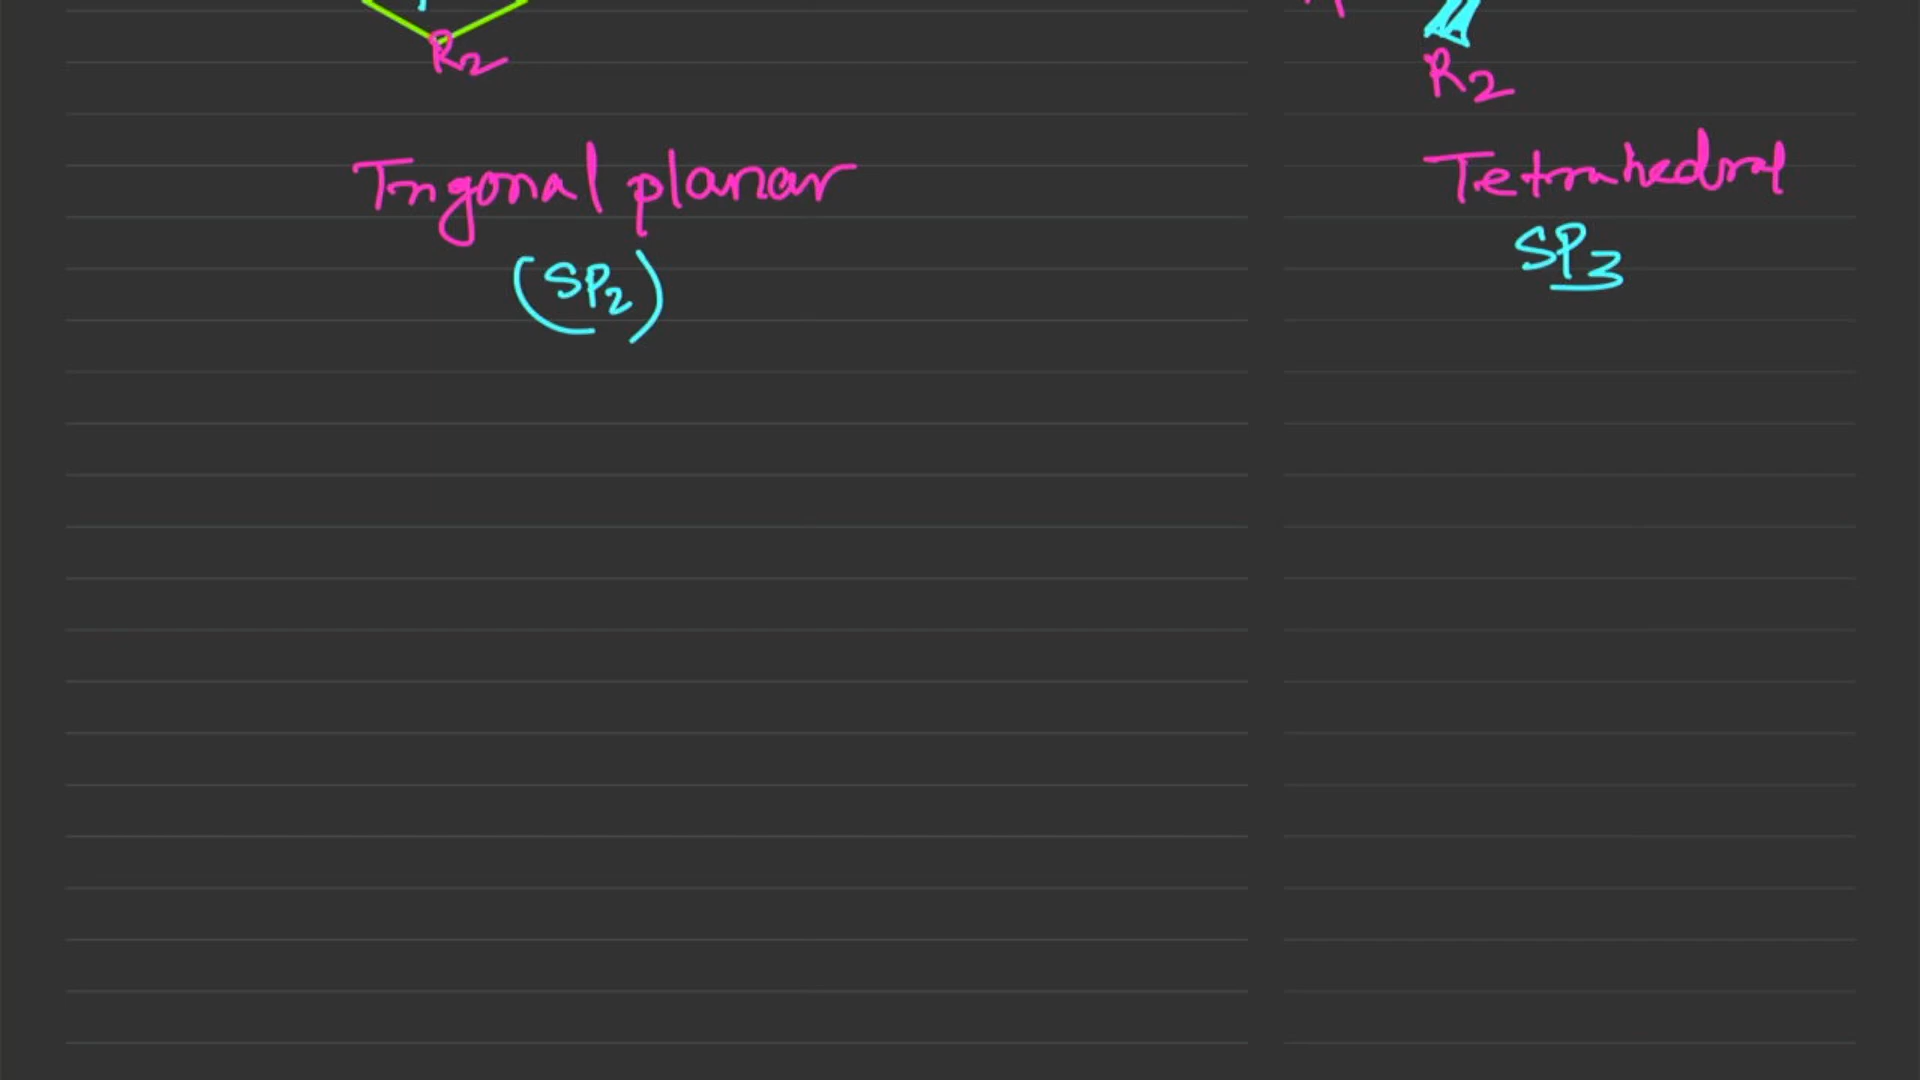 R2
Trigonal planar
(SP2)
R2
Tetrahedral
SP3